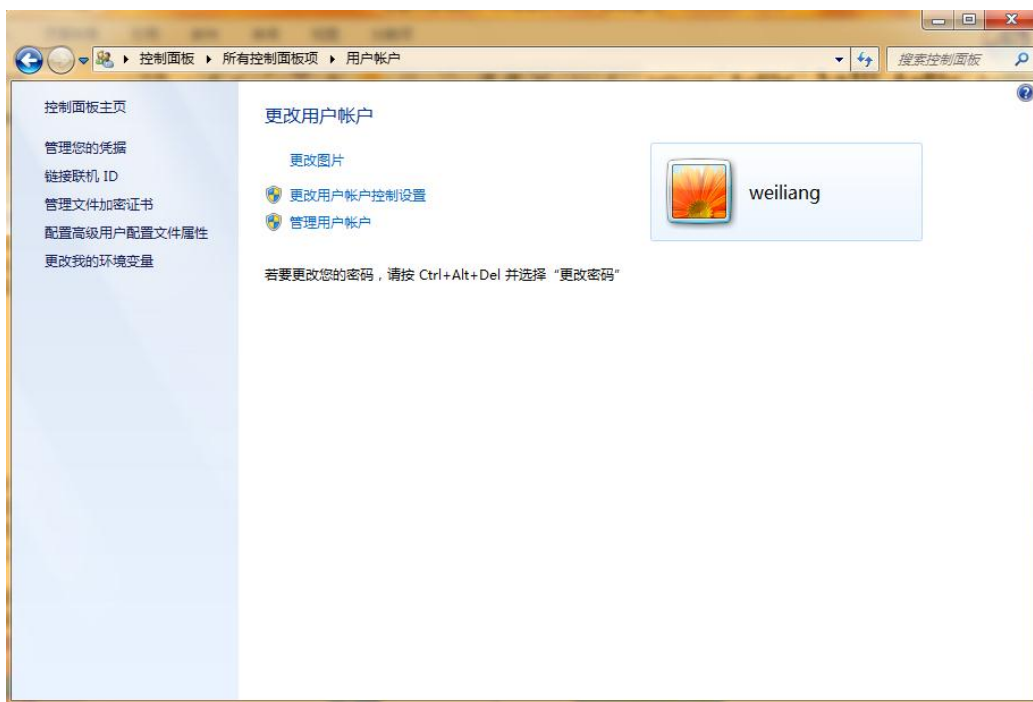 控制面板 ▸ 所有控制面板项 ▸ 用户帐户
搜索控制面板
控制面板主页
管理您的凭据
链接联机 ID
管理文件加密证书
配置高级用户配置文件属性
更改我的环境变量
更改用户帐户
更改图片
更改用户帐户控制设置
管理用户帐户
weiliang
若要更改您的密码，请按 Ctrl+Alt+Del 并选择“更改密码”